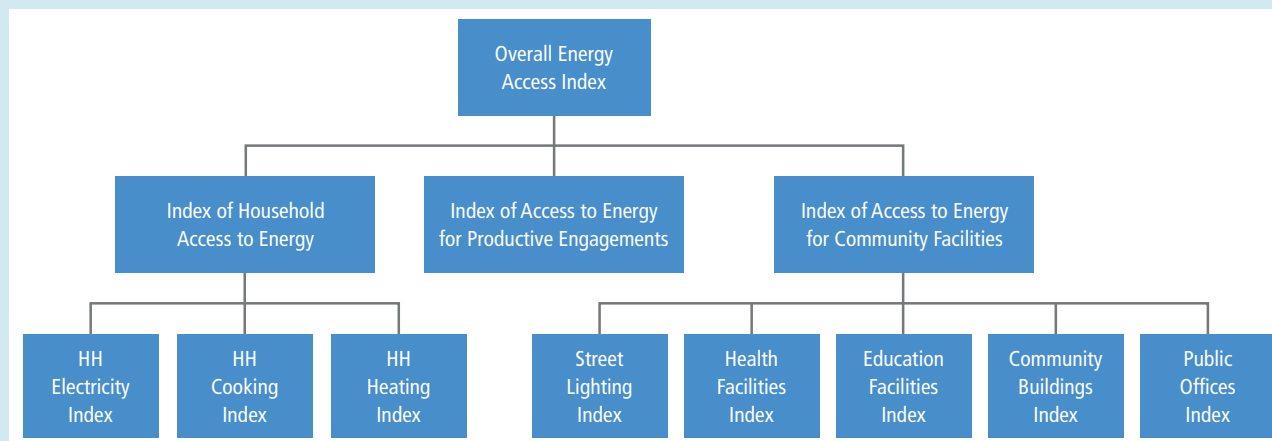 Overall Energy
Access Index
Index of Household
Access to Energy
Index of Access to Energy
for Productive Engagements
Index of Access to Energy
for Community Facilities
HH
Electricity
Index
HH
Cooking
Index
HH
Heating
Index
Street
Lighting
Index
Health
Facilities
Index
Education
Facilities
Index
Community
Buildings
Index
Public
Offices
Index